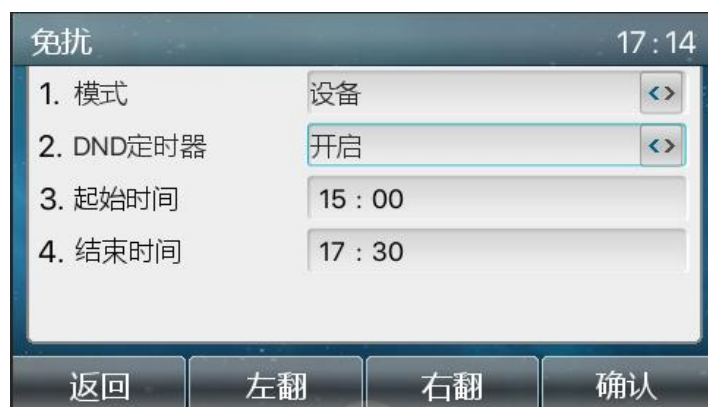 免扰 17:14
1. 模式 设备 <>
2. DND定时器 开启 <>
3. 起始时间 15 : 00
4. 结束时间 17 : 30
返回 左翻 右翻 确认